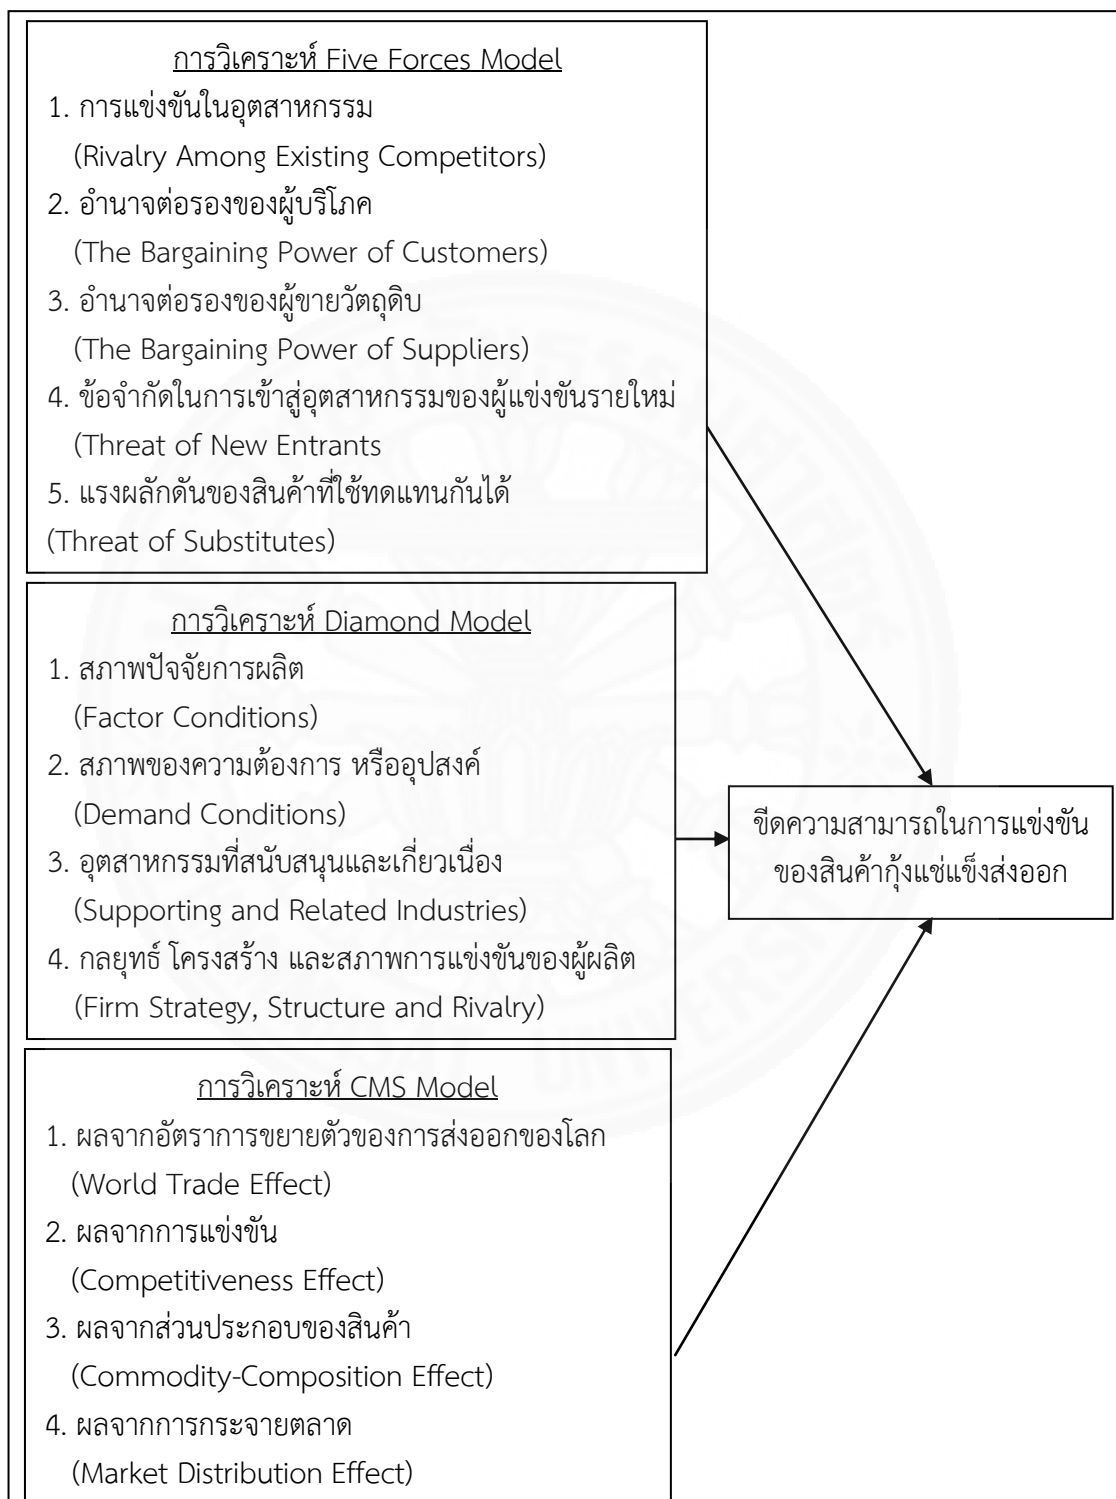 การวิเคราะห์ Five Forces Model
1. การแข่งขันในอุตสาหกรรม
(Rivalry Among Existing Competitors)
2. อำนาจต่อรองของผู้บริโภค
(The Bargaining Power of Customers)
3. อำนาจต่อรองของผู้ขายวัตถุดิบ
(The Bargaining Power of Suppliers)
4. ข้อจำกัดในการเข้าสู่อุตสาหกรรมของผู้แข่งขันรายใหม่
(Threat of New Entrants
5. แรงผลักดันของสินค้าที่ใช้ทดแทนกันได้
(Threat of Substitutes)
การวิเคราะห์ Diamond Model
1. สภาพปัจจัยการผลิต
(Factor Conditions)
2. สภาพของความต้องการ หรืออุปสงค์
(Demand Conditions)
3. อุตสาหกรรมที่สนับสนุนและเกี่ยวเนื่อง
(Supporting and Related Industries)
4. กลยุทธ์ โครงสร้าง และสภาพการแข่งขันของผู้ผลิต
(Firm Strategy, Structure and Rivalry)
การวิเคราะห์ CMS Model
1. ผลจากอัตราการขยายตัวของการส่งออกของโลก
(World Trade Effect)
2. ผลจากการแข่งขัน
(Competitiveness Effect)
3. ผลจากส่วนประกอบของสินค้า
(Commodity-Composition Effect)
4. ผลจากการกระจายตลาด
(Market Distribution Effect)
ขีดความสามารถในการแข่งขัน
ของสินค้ากุ้งแช่แข็งส่งออก